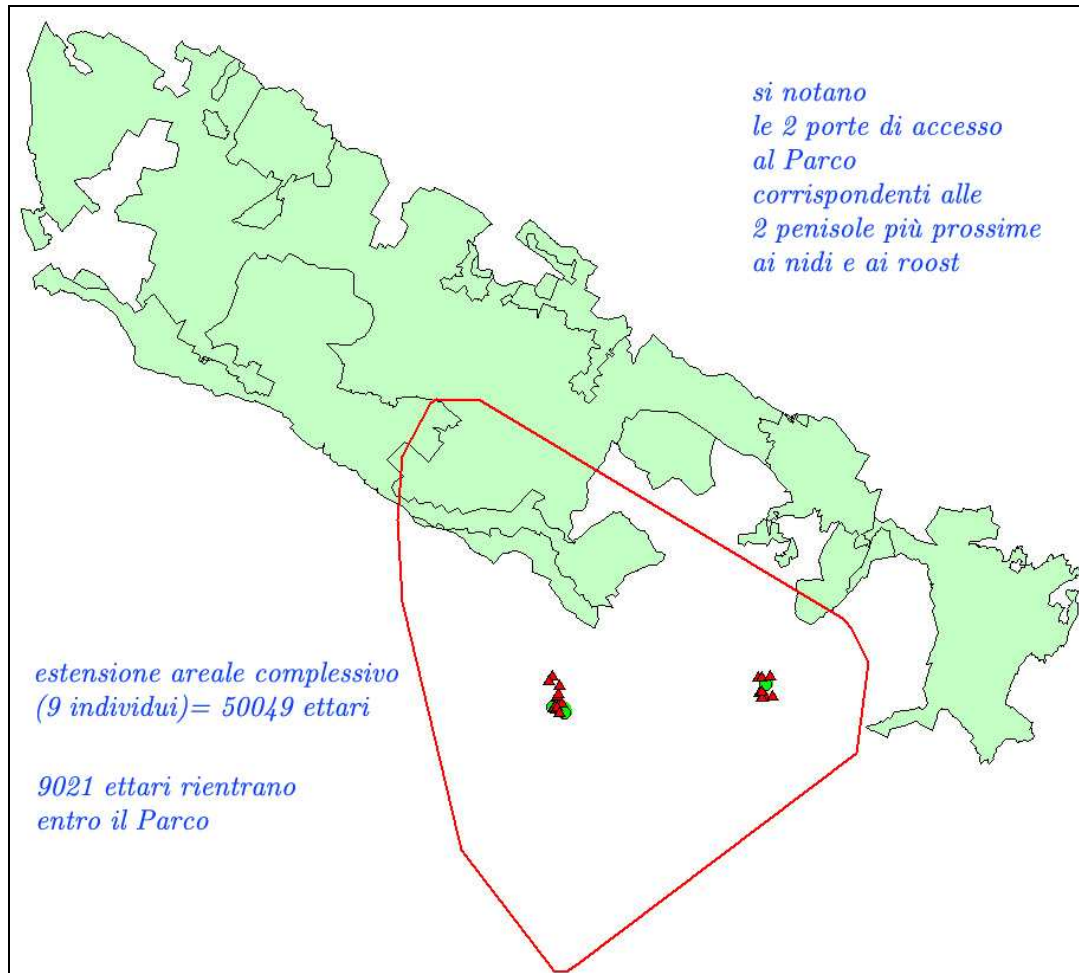 si notano
le 2 porte di accesso
al Parco
corrispondenti alle
2 penisole più prossime
ai nidi e ai roost
estensione areale complessivo
(9 individui)= 50049 ettari
9021 ettari rientrano
entro il Parco